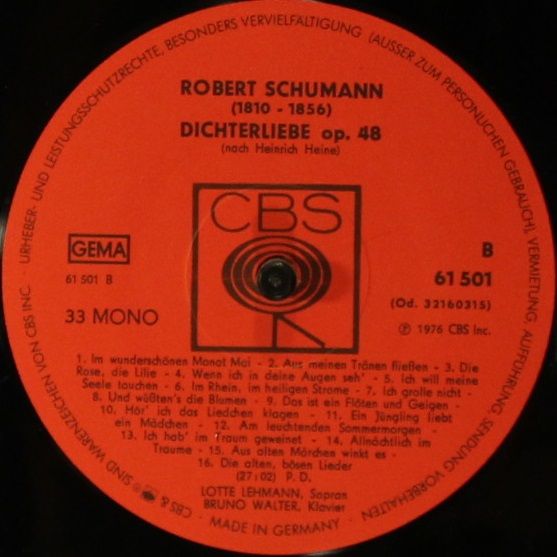 URHEBER- UND LEISTUNGSSCHUTZRECHTE, BESONDERS VERVIELFÄLTIGUNG (AUSSER ZUM PERSÖNLICHEN GEBRAUCH), VERMIETUNG, AUFFÜHRUNG, SENDUNG VORBEHALTEN
ROBERT SCHUMANN
(1810 - 1856)
DICHTERLIEBE op. 48
(nach Heinrich Heine)
CBS
GEMA
B
61 501 B
61 501
(Od. 32160315)
33 MONO
℗ 1976 CBS Inc.
1. Im wunderschönen Monat Mai - 2. Aus meinen Tränen fließen - 3. Die
Rose, die Lilie - 4. Wenn ich in deine Augen seh' - 5. Ich will meine
Seele tauchen - 6. Im Rhein, im heiligen Strome - 7. Ich grolle nicht -
8. Und wüßten's die Blumen - 9. Das ist ein Flöten und Geigen -
10. Hör' ich das Liedchen klagen - 11. Ein Jüngling liebt
ein Mädchen - 12. Am leuchtenden Sommermorgen -
13. Ich hab' im Traum geweinet - 14. Allnächtlich im
Traume - 15. Aus alten Märchen winkt es -
16. Die alten, bösen Lieder
(27:02) P. D.
LOTTE LEHMANN, Sopran
BRUNO WALTER, Klavier
CBS & ® SIND WARENZEICHEN VON CBS INC.
MADE IN GERMANY